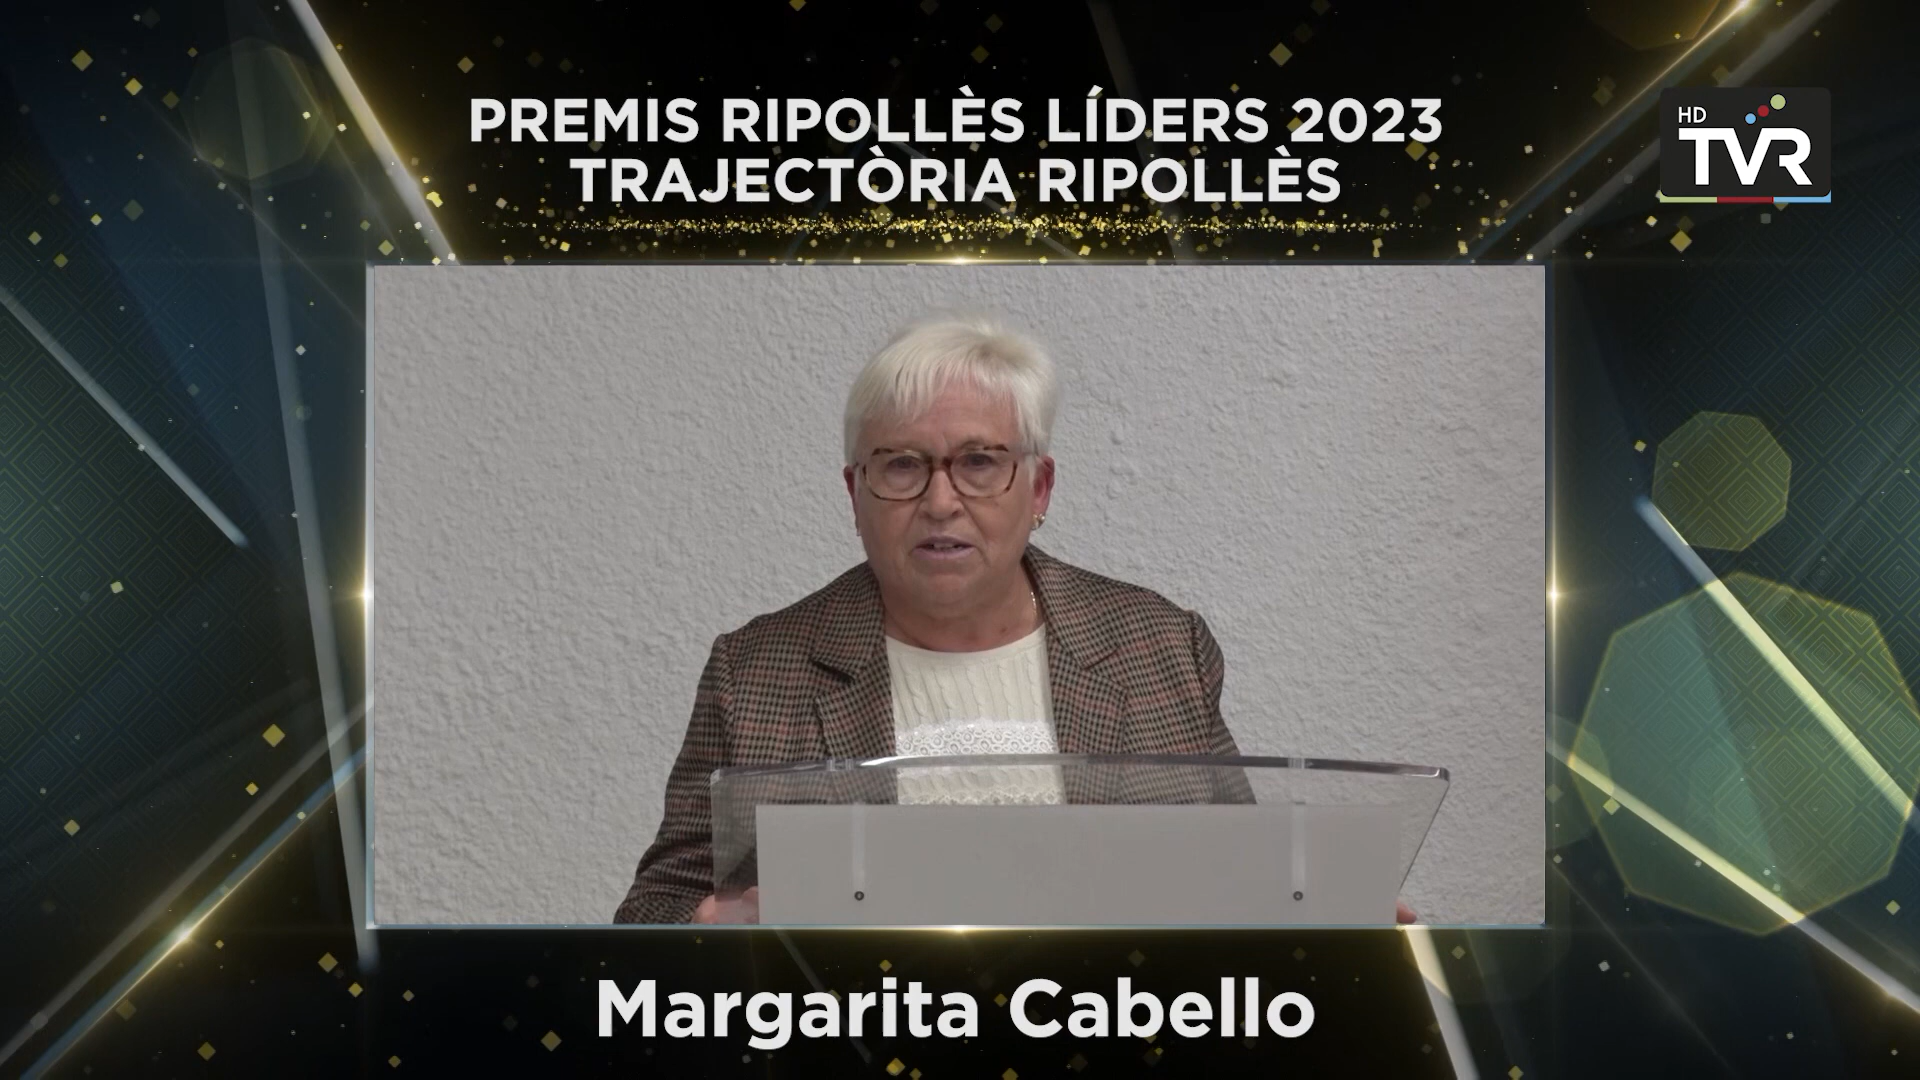 PREMIS RIPOLLÈS LÍDERS 2023
TRAJECTÒRIA RIPOLLÈS
HD
TVR
Margarita Cabello